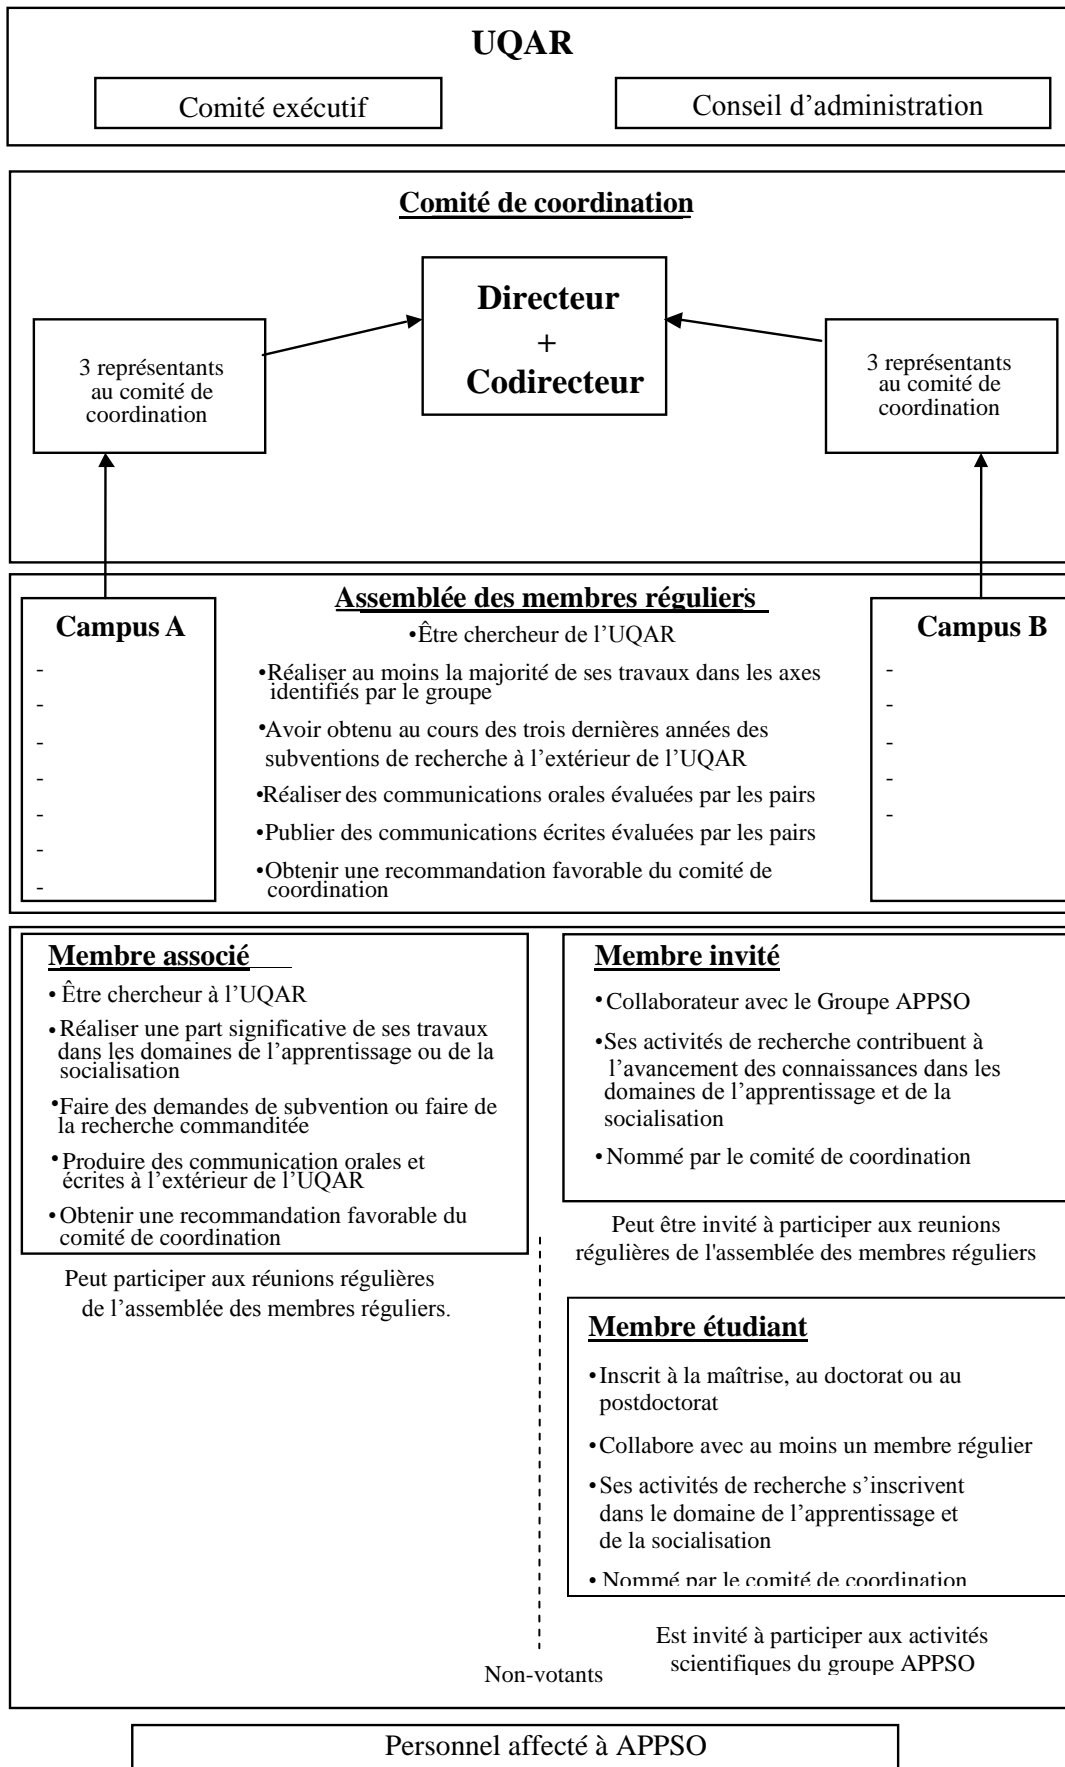 UQAR
Comité exécutif
Conseil d’administration
Comité de coordination
Directeur
+
Codirecteur
3 représentants
au comité de
coordination
3 représentants
au comité de
coordination
Assemblée des membres réguliers
Campus A
-
-
-
-
-
-
-
•Être chercheur de l’UQAR
•Réaliser au moins la majorité de ses travaux dans les axes
identifiés par le groupe
•Avoir obtenu au cours des trois dernières années des
subventions de recherche à l’extérieur de l’UQAR
•Réaliser des communications orales évaluées par les pairs
•Publier des communications écrites évaluées par les pairs
•Obtenir une recommandation favorable du comité de
coordination
Campus B
-
-
-
-
-
Membre associé
• Être chercheur à l’UQAR
• Réaliser une part significative de ses travaux
dans les domaines de l’apprentissage ou de la
socialisation
•Faire des demandes de subvention ou faire de
la recherche commanditée
• Produire des communication orales et
écrites à l’extérieur de l’UQAR
• Obtenir une recommandation favorable du
comité de coordination
Peut participer aux réunions régulières
de l’assemblée des membres réguliers.
Membre invité
•Collaborateur avec le Groupe APPSO
•Ses activités de recherche contribuent à
l’avancement des connaissances dans les
domaines de l’apprentissage et de la
socialisation
•Nommé par le comité de coordination
Peut être invité à participer aux reunions
régulières de l'assemblée des membres réguliers
Membre étudiant
•Inscrit à la maîtrise, au doctorat ou au
postdoctorat
•Collabore avec au moins un membre régulier
•Ses activités de recherche s’inscrivent
dans le domaine de l’apprentissage et
de la socialisation
• Nommé par le comité de coordination
Est invité à participer aux activités
scientifiques du groupe APPSO
Non-votants
Personnel affecté à APPSO